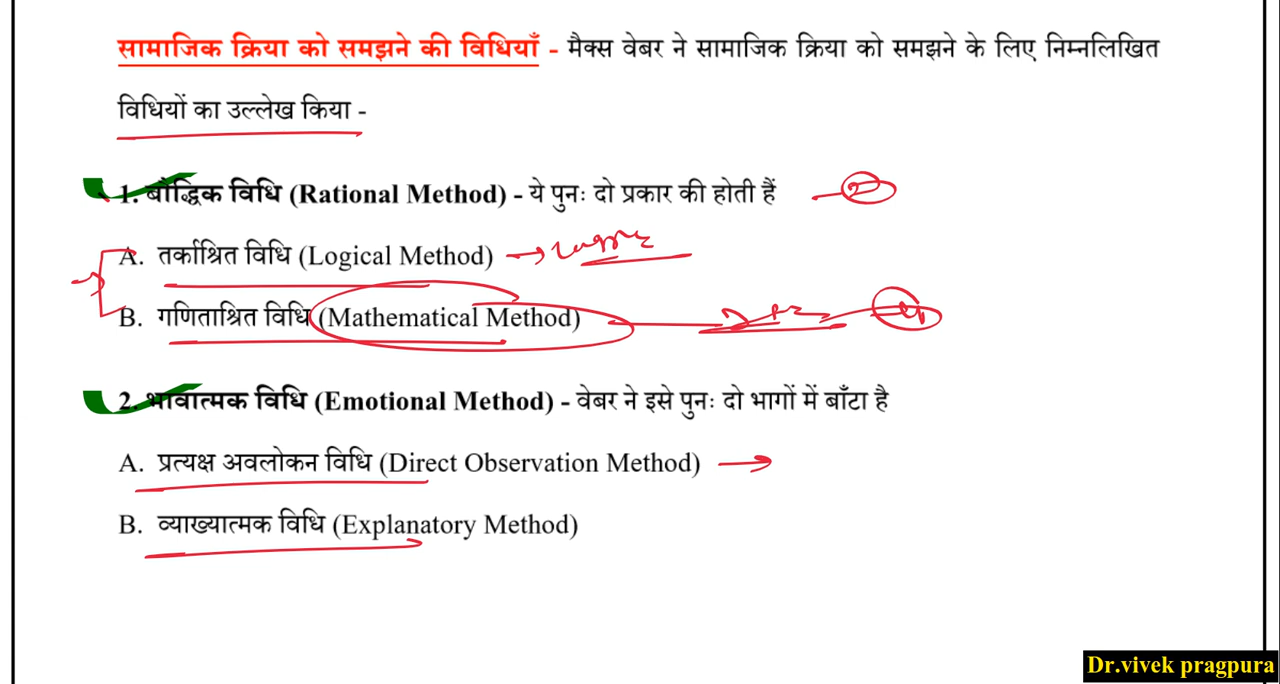 सामाजिक क्रिया को समझने की विधियाँ - मैक्स वेबर ने सामाजिक क्रिया को समझने के लिए निम्नलिखित
विधियों का उल्लेख किया -
1. बौद्धिक विधि (Rational Method) - ये पुनः दो प्रकार की होती हैं
A. तर्काश्रित विधि (Logical Method)
B. गणिताश्रित विधि (Mathematical Method)
2. भावात्मक विधि (Emotional Method) - वेबर ने इसे पुनः दो भागों में बाँटा है
A. प्रत्यक्ष अवलोकन विधि (Direct Observation Method)
B. व्याख्यात्मक विधि (Explanatory Method)
Dr.vivek pragpura